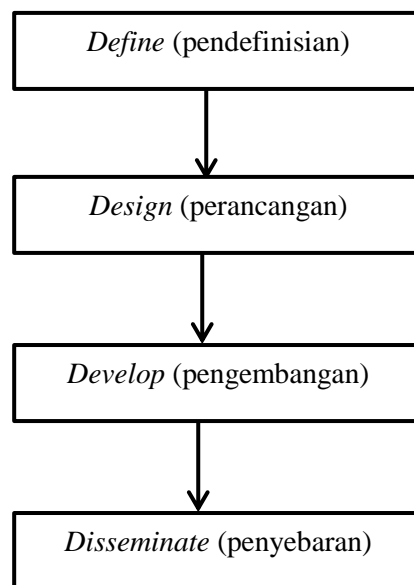 Define (pendefinisian)
Design (perancangan)
Develop (pengembangan)
Disseminate (penyebaran)